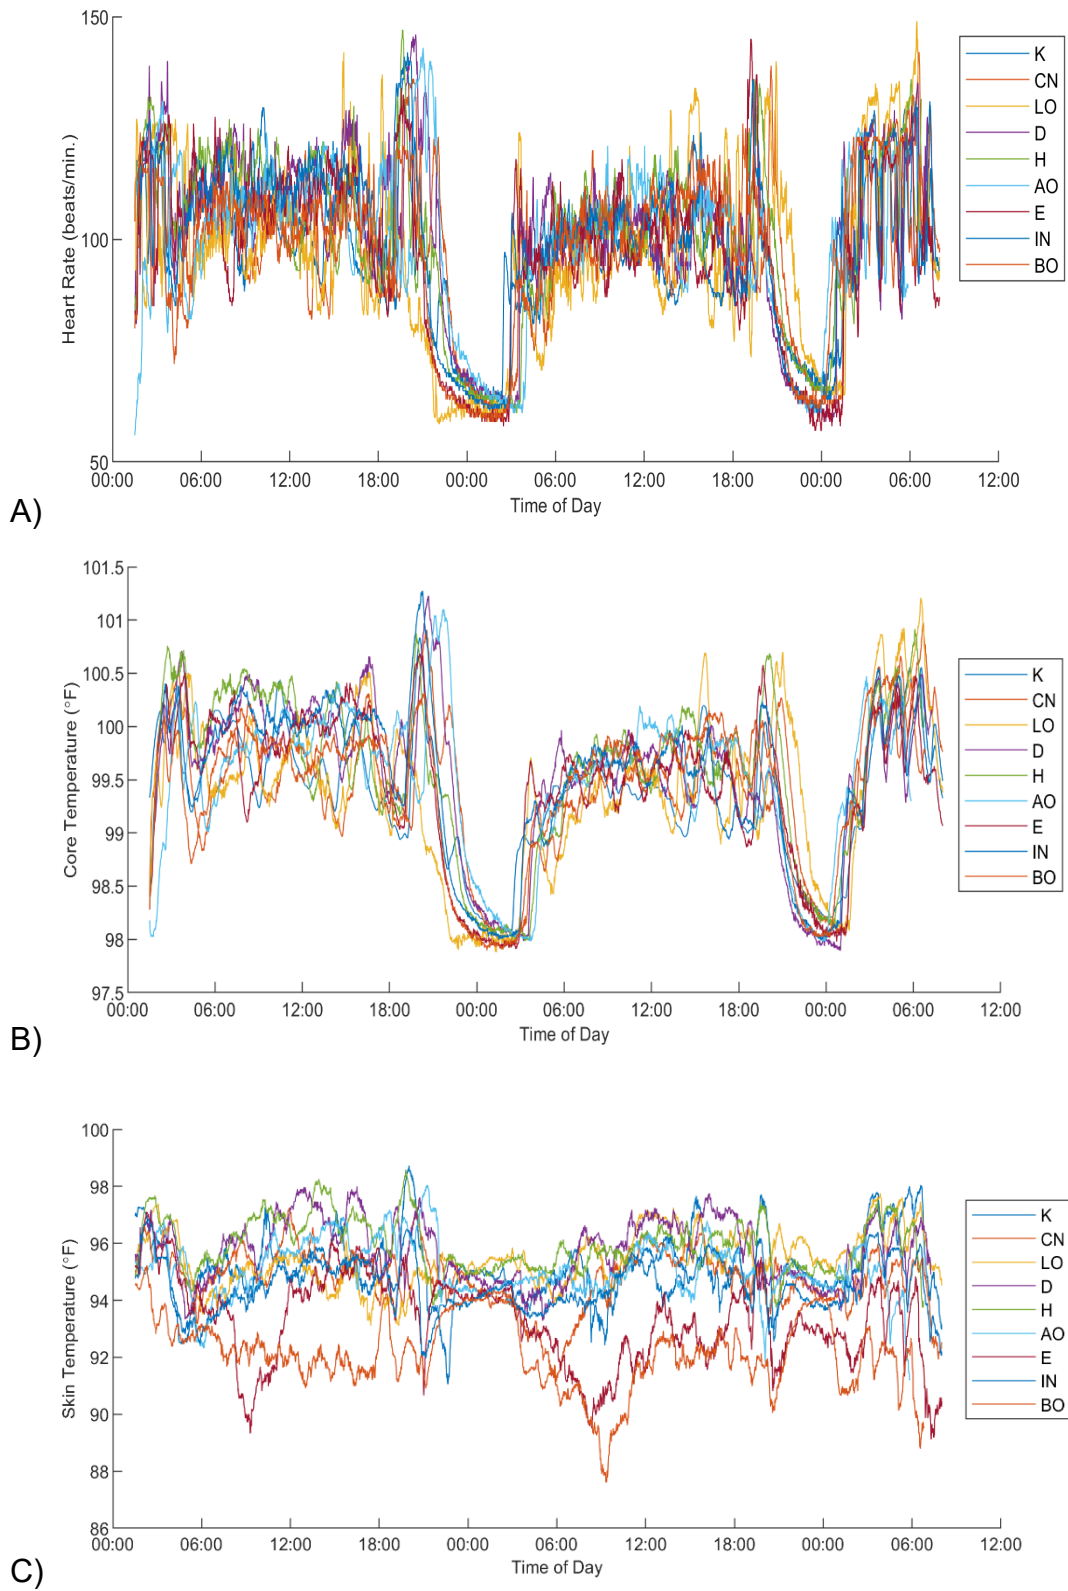 150
100
50
Heart Rate (beats/min.)
00:00 06:00 12:00 18:00 00:00 06:00 12:00 18:00 00:00 06:00 12:00
Time of Day
K
CN
LO
D
H
AO
E
IN
BO
A)
101.5
101
100.5
100
99.5
99
98.5
98
97.5
Core Temperature (°F)
00:00 06:00 12:00 18:00 00:00 06:00 12:00 18:00 00:00 06:00 12:00
Time of Day
K
CN
LO
D
H
AO
E
IN
BO
B)
100
98
96
94
92
90
88
86
Skin Temperature (°F)
00:00 06:00 12:00 18:00 00:00 06:00 12:00 18:00 00:00 06:00 12:00
Time of Day
K
CN
LO
D
H
AO
E
IN
BO
C)